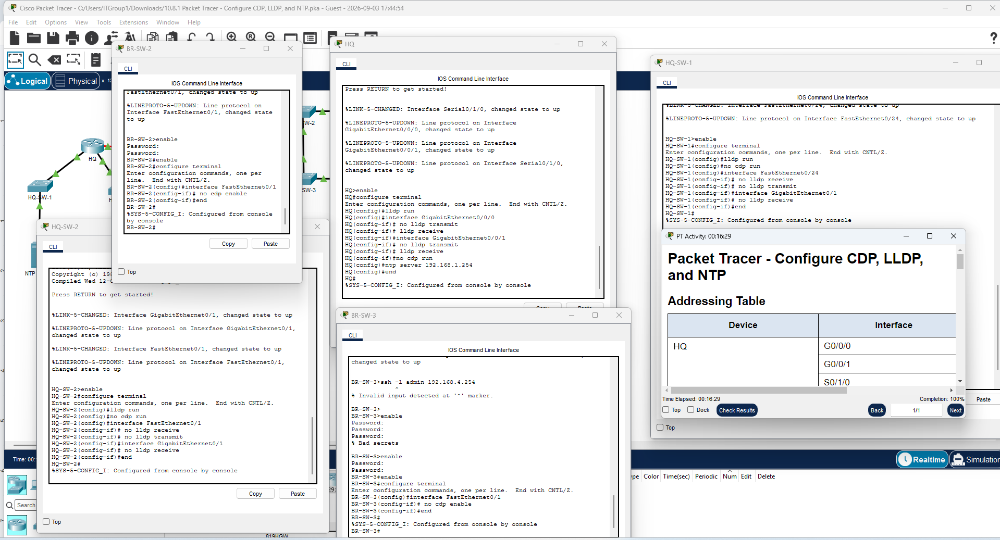 Cisco Packet Tracer - C:/Users/ITGroup1/Downloads/10.8.1 Packet Tracer - Configure CDP, LLDP, and NTP.pka - Guest - 2026-09-03 17:44:54
File Edit Options View Tools Extensions Window Help
Logical
Physical
x: 12
HQ
HQ-SW-1
NTP
W-2
SW-3
BR-SW-2
CLI
IOS Command Line Interface
FastEthernet0/1, changed state to up
%LINEPROTO-5-UPDOWN: Line protocol on
Interface FastEthernet0/1, changed state
to up
BR-SW-2>enable
Password:
Password:
BR-SW-2#enable
BR-SW-2#configure terminal
Enter configuration commands, one per
line.  End with CNTL/Z.
BR-SW-2(config)#interface FastEthernet0/1
BR-SW-2(config-if)# no cdp enable
BR-SW-2(config-if)#end
BR-SW-2#
%SYS-5-CONFIG_I: Configured from console
by console
BR-SW-2#
Copy Paste
Top
HQ
CLI
IOS Command Line Interface
Press RETURN to get started!
%LINK-5-CHANGED: Interface Serial0/1/0, changed state to up
%LINEPROTO-5-UPDOWN: Line protocol on Interface
GigabitEthernet0/0/0, changed state to up
%LINEPROTO-5-UPDOWN: Line protocol on Interface
GigabitEthernet0/0/1, changed state to up
%LINEPROTO-5-UPDOWN: Line protocol on Interface Serial0/1/0,
changed state to up
HQ>enable
HQ#configure terminal
Enter configuration commands, one per line.  End with CNTL/Z.
HQ(config)#lldp run
HQ(config)#interface GigabitEthernet0/0/0
HQ(config-if)# no lldp transmit
HQ(config-if)# lldp receive
HQ(config-if)#interface GigabitEthernet0/0/1
HQ(config-if)# no lldp transmit
HQ(config-if)# lldp receive
HQ(config-if)#no cdp run
HQ(config)#ntp server 192.168.1.254
HQ(config)#end
HQ#
%SYS-5-CONFIG_I: Configured from console by console
HQ-SW-1
CLI
IOS Command Line Interface
%LINK-5-CHANGED: Interface FastEthernet0/24, changed state to up
%LINEPROTO-5-UPDOWN: Line protocol on Interface FastEthernet0/24, changed state to up
HQ-SW-1>enable
HQ-SW-1#configure terminal
Enter configuration commands, one per line.  End with CNTL/Z.
HQ-SW-1(config)#lldp run
HQ-SW-1(config)#no cdp run
HQ-SW-1(config)#interface FastEthernet0/24
HQ-SW-1(config-if)# no lldp receive
HQ-SW-1(config-if)# no lldp transmit
HQ-SW-1(config-if)#interface GigabitEthernet0/1
HQ-SW-1(config-if)# no lldp receive
HQ-SW-1(config-if)#end
HQ-SW-1#
%SYS-5-CONFIG_I: Configured from console by console
Paste
Top
HQ-SW-2
CLI
Copyright (c) 198
Compiled Wed 12-O
Press RETURN to get started!
%LINK-5-CHANGED: Interface GigabitEthernet0/1, changed state to up
%LINEPROTO-5-UPDOWN: Line protocol on Interface GigabitEthernet0/1,
changed state to up
%LINK-5-CHANGED: Interface FastEthernet0/1, changed state to up
%LINEPROTO-5-UPDOWN: Line protocol on Interface FastEthernet0/1,
changed state to up
HQ-SW-2>enable
HQ-SW-2#configure terminal
Enter configuration commands, one per line.  End with CNTL/Z.
HQ-SW-2(config)#lldp run
HQ-SW-2(config)#no cdp run
HQ-SW-2(config)#interface FastEthernet0/1
HQ-SW-2(config-if)# no lldp receive
HQ-SW-2(config-if)# no lldp transmit
HQ-SW-2(config-if)#interface GigabitEthernet0/1
HQ-SW-2(config-if)# no lldp receive
HQ-SW-2(config-if)#end
HQ-SW-2#
%SYS-5-CONFIG_I: Configured from console by console
Copy Paste
Top
BR-SW-3
CLI
IOS Command Line Interface
changed state to up
BR-SW-3>ssh -l admin 192.168.4.254
^
% Invalid input detected at '^' marker.
BR-SW-3>
BR-SW-3>enable
Password:
Password:
Password:
% Bad secrets
BR-SW-3>enable
Password:
Password:
BR-SW-3#enable
BR-SW-3#configure terminal
Enter configuration commands, one per line.  End with CNTL/Z.
BR-SW-3(config)#interface FastEthernet0/1
BR-SW-3(config-if)# no cdp enable
BR-SW-3(config-if)#end
BR-SW-3#
%SYS-5-CONFIG_I: Configured from console by console
BR-SW-3#
PT Activity: 00:16:29
Packet Tracer - Configure CDP, LLDP,
and NTP
Addressing Table
Device Interface
HQ G0/0/0
G0/0/1
S0/1/0
Time Elapsed: 00:16:29 Completion: 100%
Top Dock Check Results Back 1/1 Next
Time: 00:
Realtime Simulation
ype Color Time(sec) Periodic Num Edit Delete
Search
819HGW